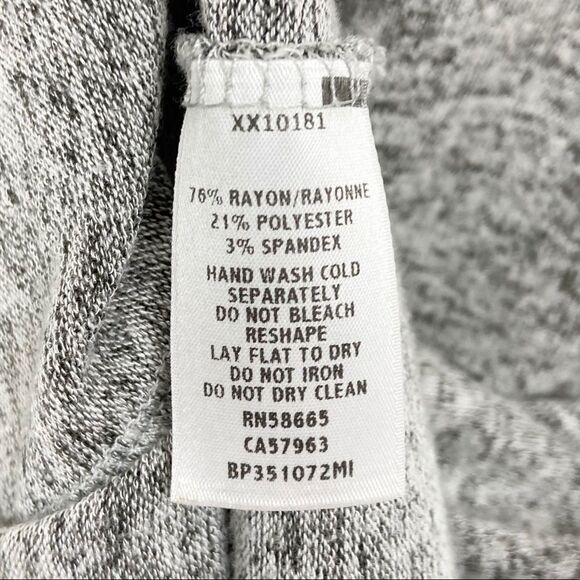 XX10181
76% RAYON/RAYONNE
21% POLYESTER
3% SPANDEX
HAND WASH COLD
SEPARATELY
DO NOT BLEACH
RESHAPE
LAY FLAT TO DRY
DO NOT IRON
DO NOT DRY CLEAN
RN58665
CA57963
BP351072MI